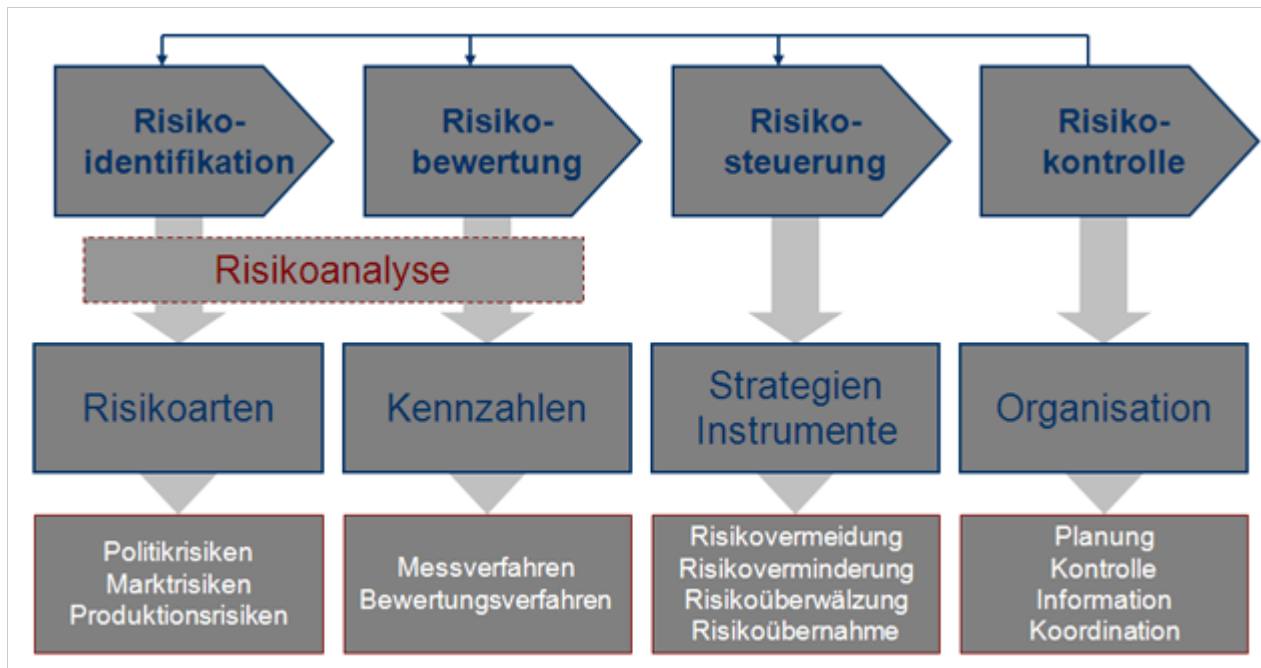 Risiko-
identifikation
Risiko-
bewertung
Risiko-
steuerung
Risiko-
kontrolle
Risikoanalyse
Risikoarten
Kennzahlen
Strategien
Instrumente
Organisation
Politikrisiken
Marktrisiken
Produktionsrisiken
Messverfahren
Bewertungsverfahren
Risikovermeidung
Risikoverminderung
Risikoüberwälzung
Risikoübernahme
Planung
Kontrolle
Information
Koordination